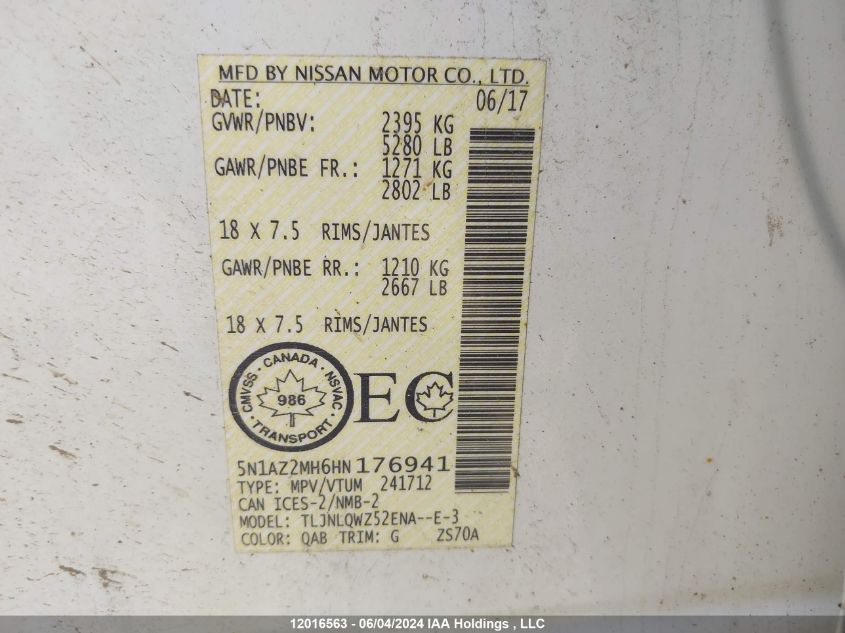 MFD BY NISSAN MOTOR CO., LTD.
DATE: 06/17
GVWR/PNBV: 2395 KG
5280 LB
GAWR/PNBE FR.: 1271 KG
2802 LB
18 X 7.5 RIMS/JANTES
GAWR/PNBE RR.: 1210 KG
2667 LB
18 X 7.5 RIMS/JANTES
CANADA
CMVSS 986 NSVAC
TRANSPORT
EC
5N1AZ2MH6HN176941
TYPE: MPV/VTUM 241712
CAN ICES-2/NMB-2
MODEL: TLJNLQWZ52ENA--E-3
COLOR: QAB TRIM: G ZS70A
12016563 - 06/04/2024 IAA Holdings , LLC